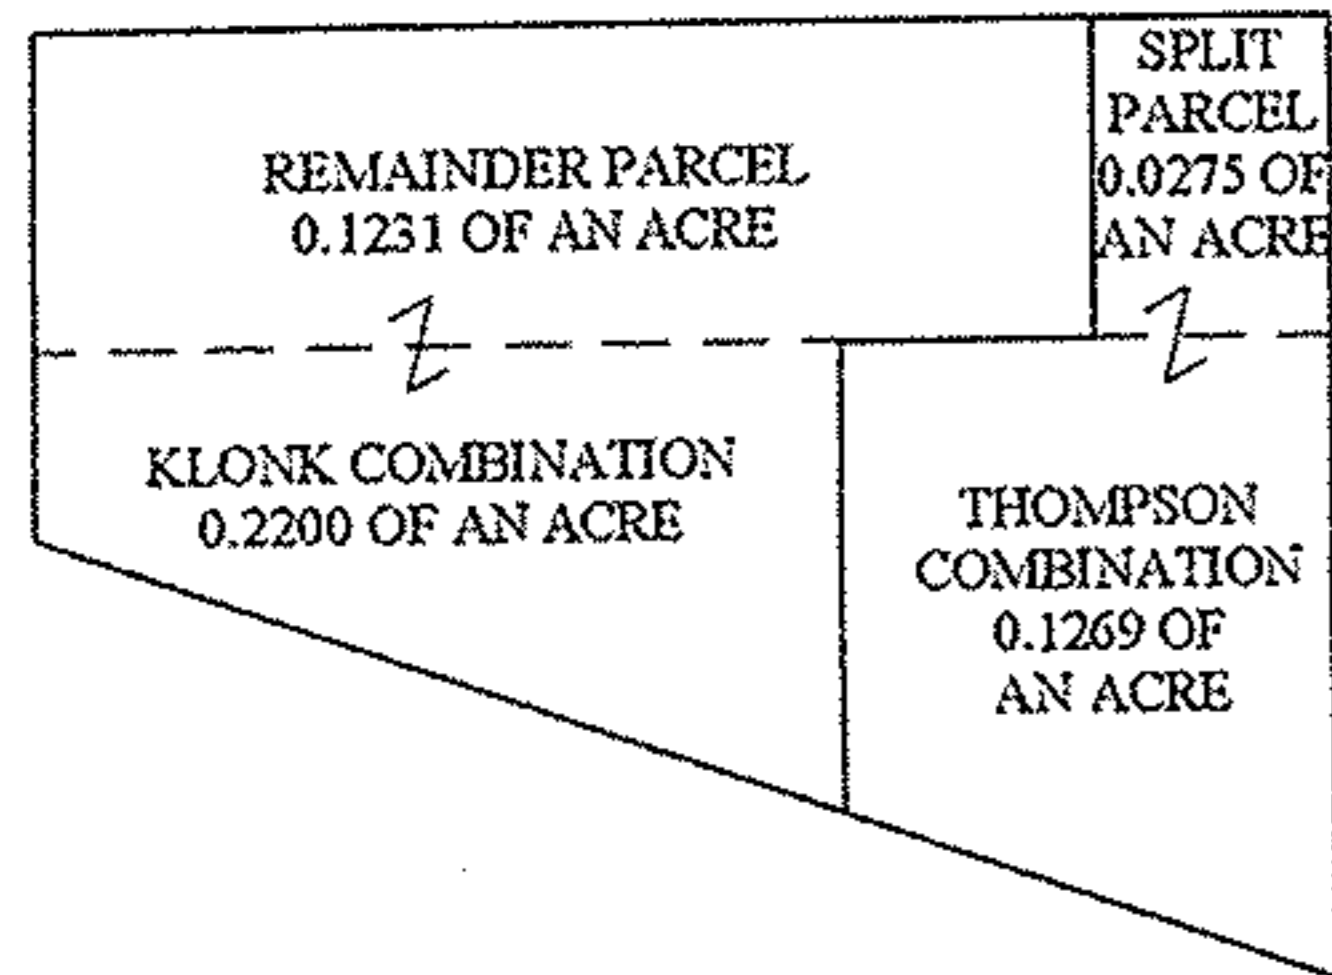 REMAINDER PARCEL
0.1231 OF AN ACRE
SPLIT
PARCEL
0.0275 OF
AN ACRE
KLONK COMBINATION
0.2200 OF AN ACRE
THOMPSON
COMBINATION
0.1269 OF
AN ACRE